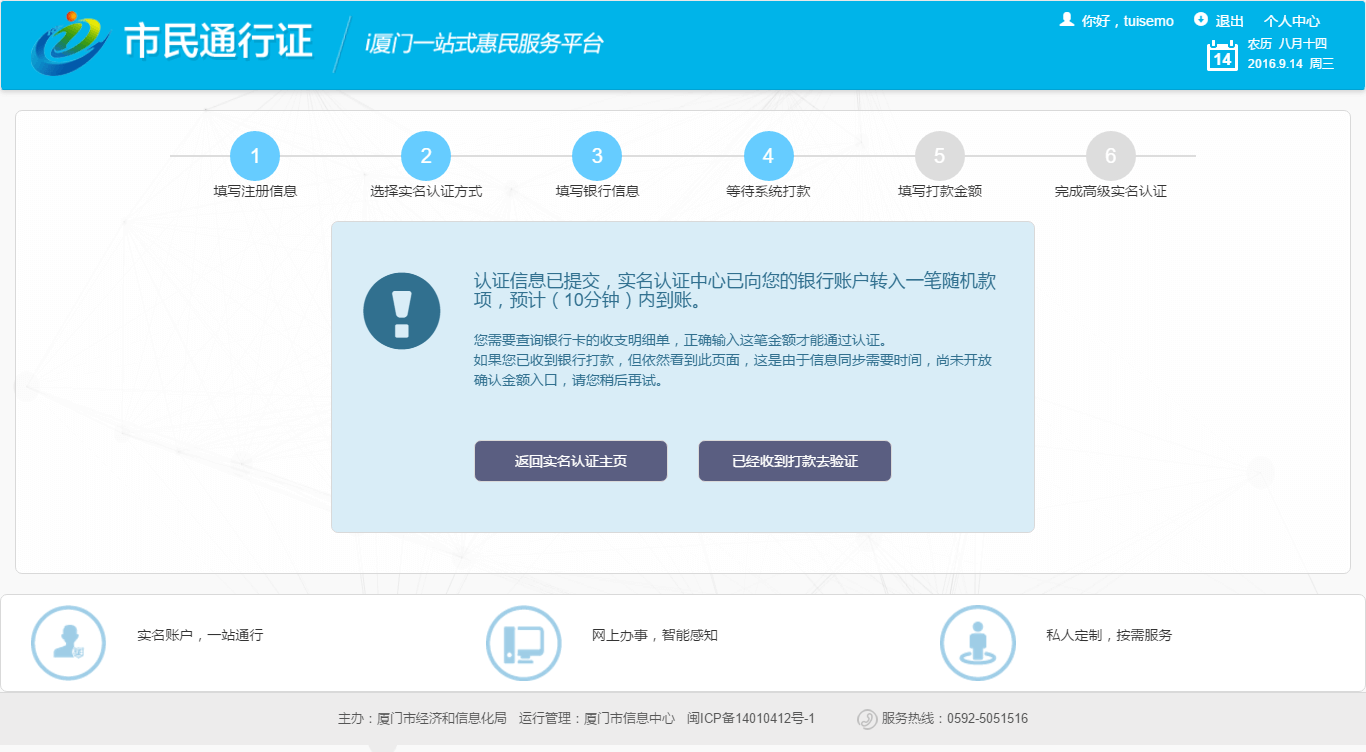 市民通行证
i厦门一站式惠民服务平台
你好，tuisemo 退出 个人中心
14
农历 八月十四
2016.9.14 周三
1 2 3 4 5 6
填写注册信息 选择实名认证方式 填写银行信息 等待系统打款 填写打款金额 完成高级实名认证
认证信息已提交，实名认证中心已向您的银行账户转入一笔随机款
项，预计（10分钟）内到账。
您需要查询银行卡的收支明细单，正确输入这笔金额才能通过认证。
如果您已收到银行打款，但依然看到此页面，这是由于信息同步需要时间，尚未开放
确认金额入口，请您稍后再试。
返回实名认证主页 已经收到打款去验证
实名账户，一站通行 网上办事，智能感知 私人定制，按需服务
主办：厦门市经济和信息化局 运行管理：厦门市信息中心 闽ICP备14010412号-1 服务热线：0592-5051516